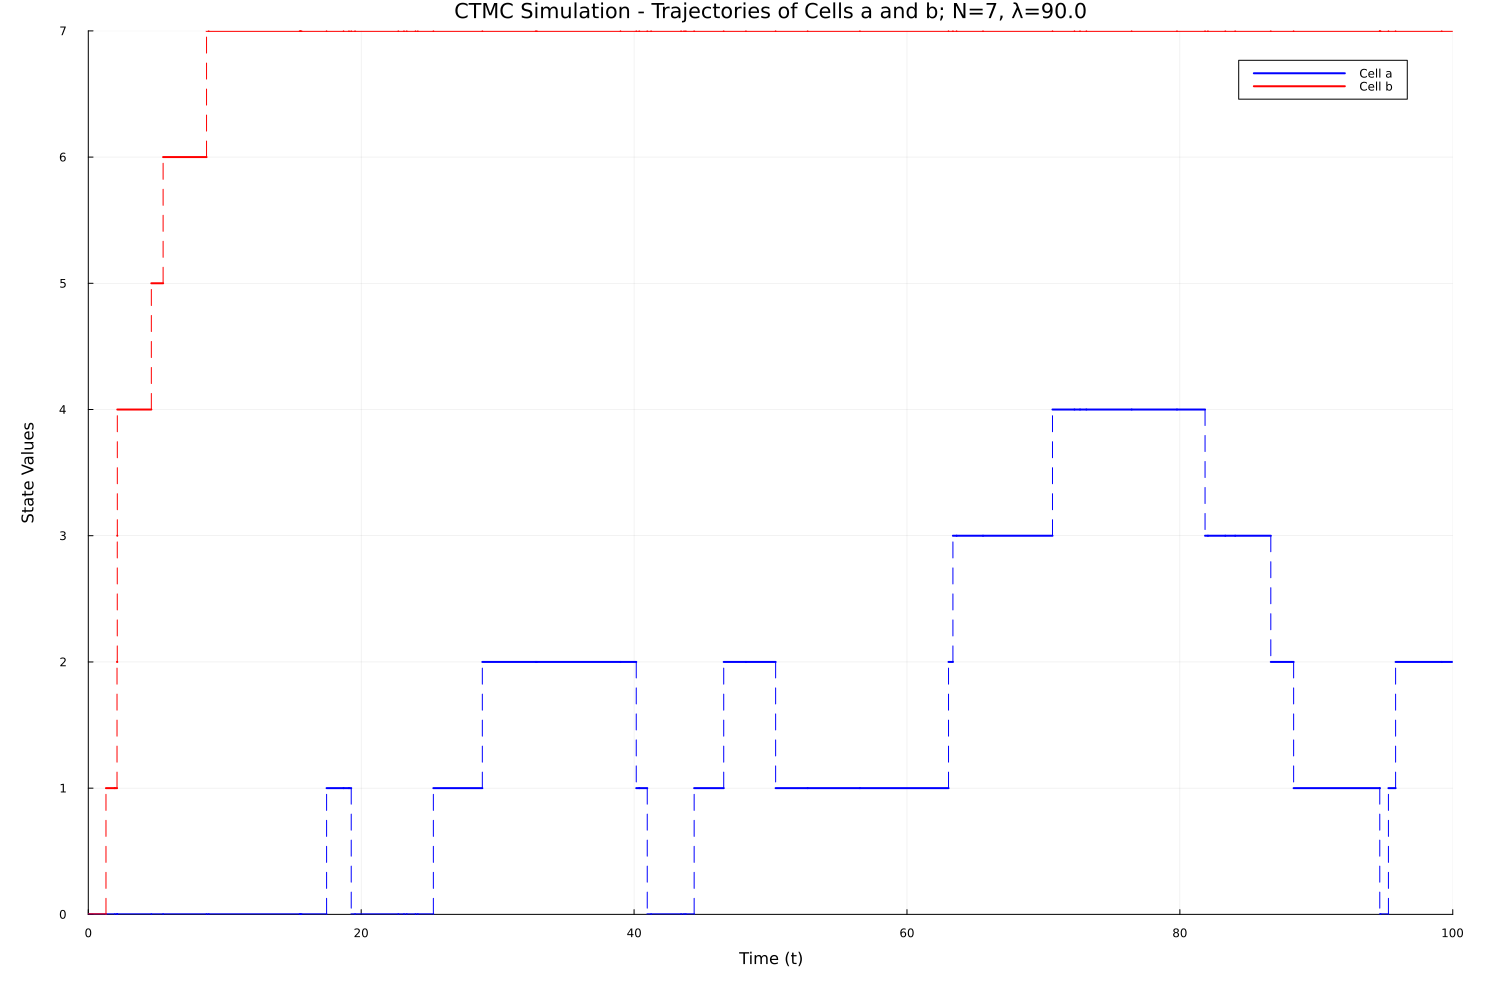 CTMC Simulation - Trajectories of Cells a and b; N=7, λ=90.0
7
6
5
4
3
2
1
0
State Values
Cell a
Cell b
0 20 40 60 80 100
Time (t)